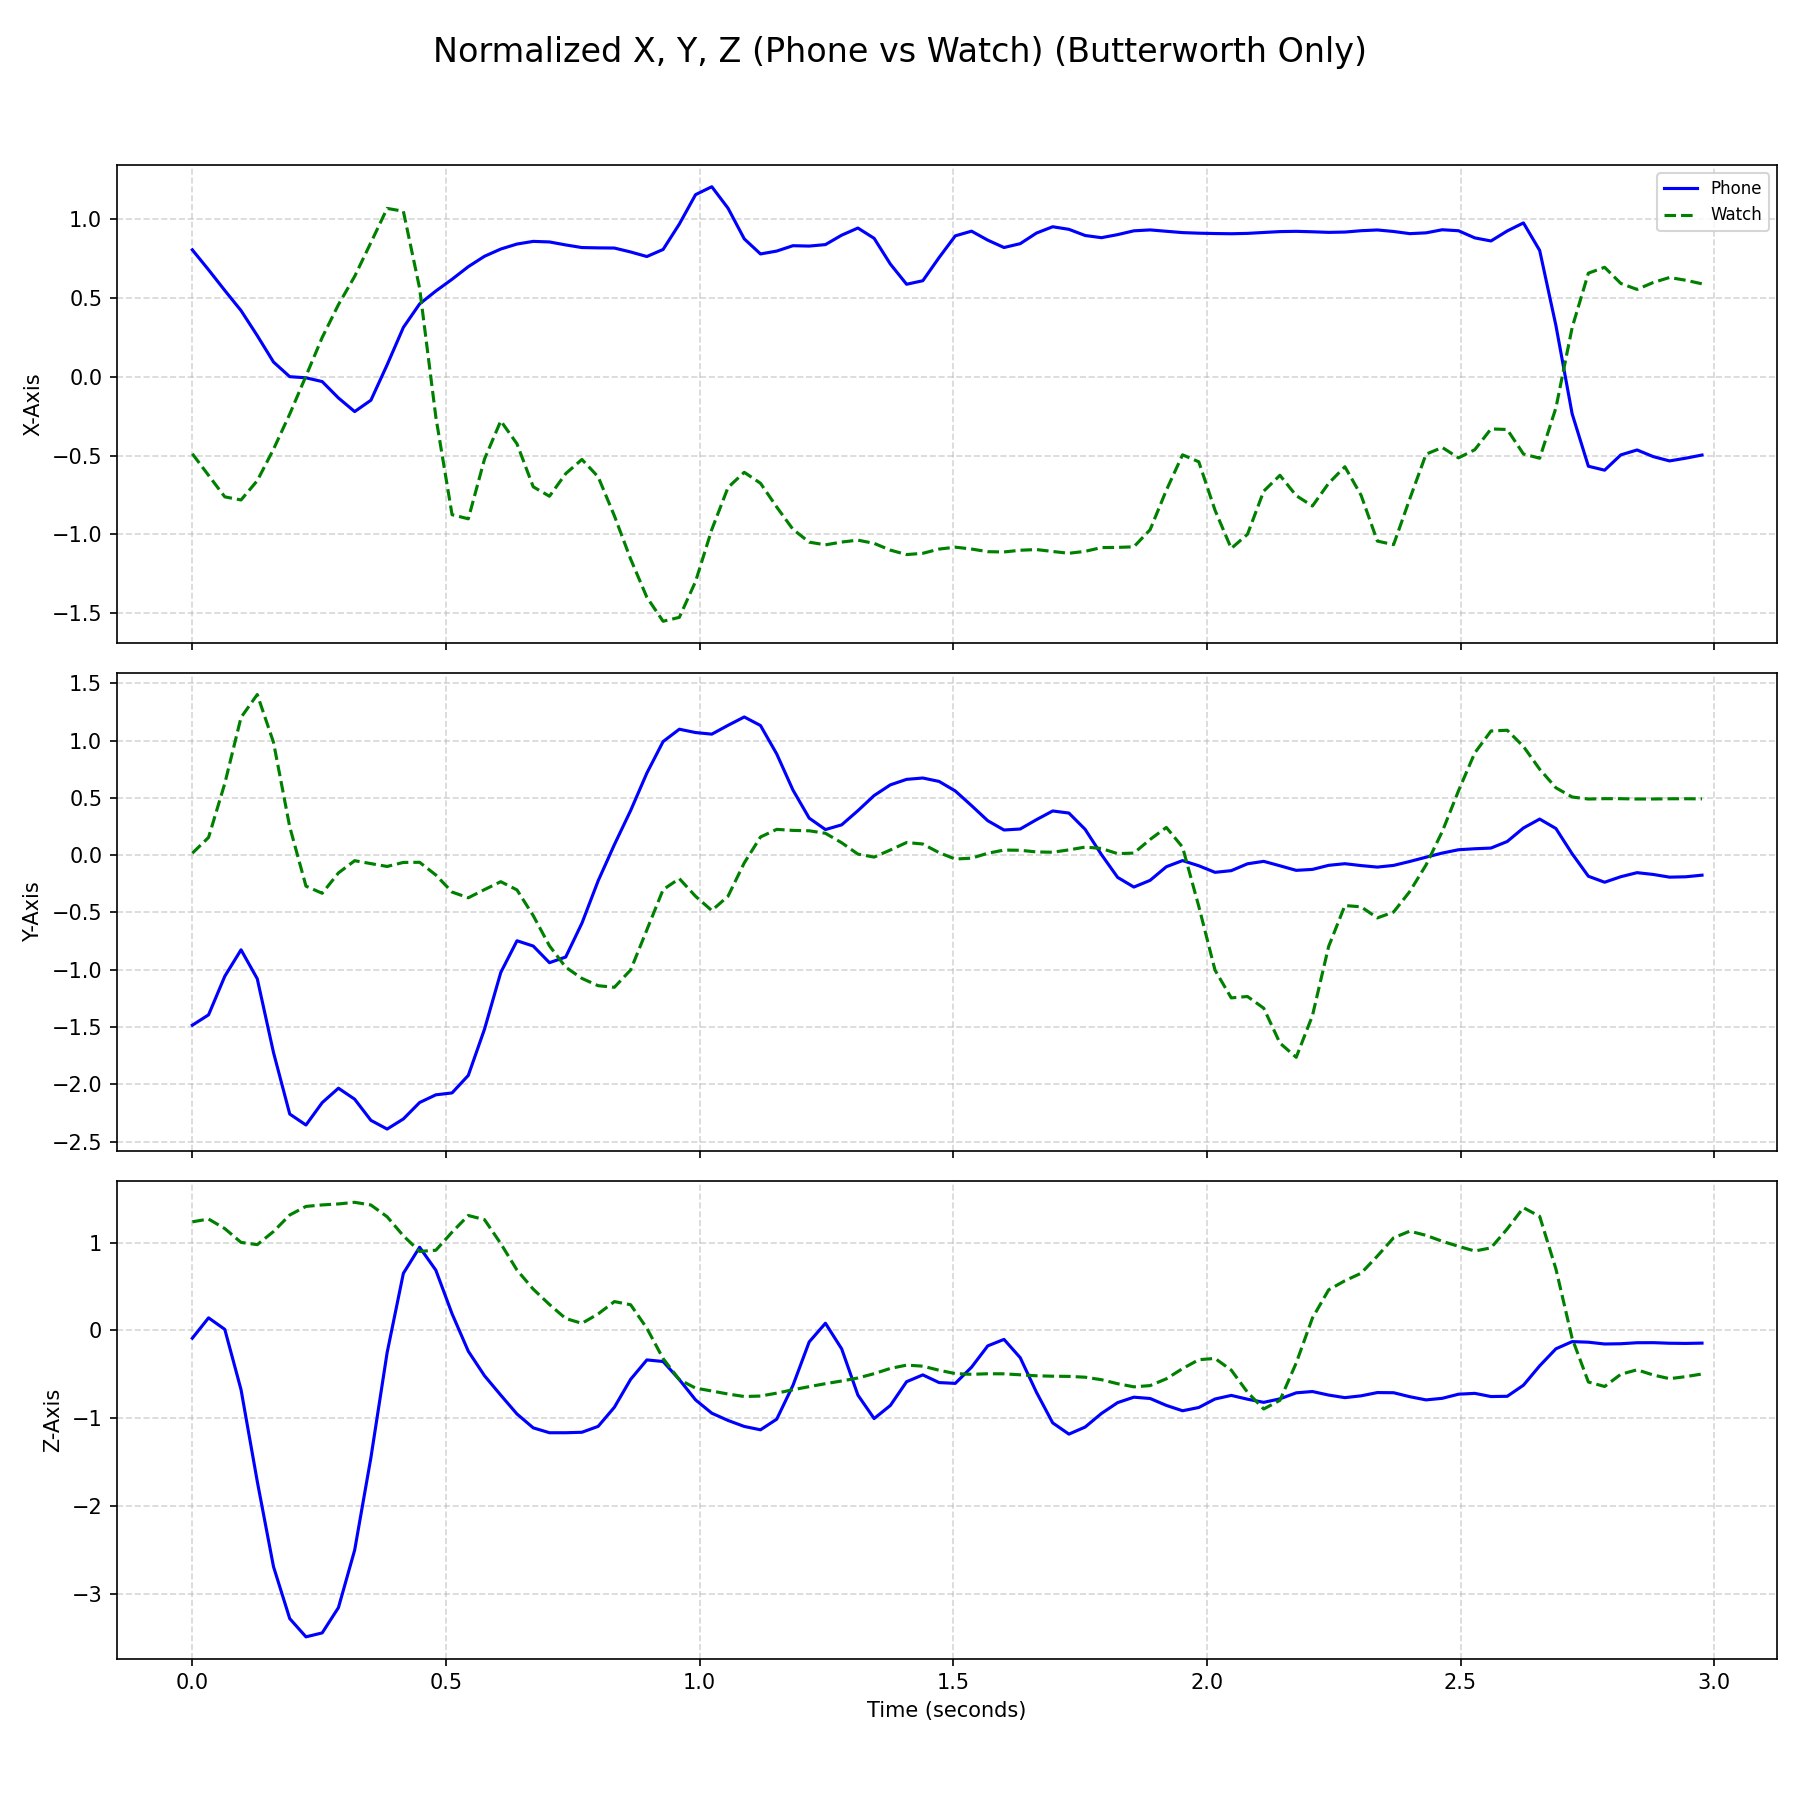 Normalized X, Y, Z (Phone vs Watch) (Butterworth Only)
Phone
Watch
X-Axis
1.0
0.5
0.0
−0.5
−1.0
−1.5
Y-Axis
1.5
1.0
0.5
0.0
−0.5
−1.0
−1.5
−2.0
−2.5
Z-Axis
1
0
−1
−2
−3
0.0 0.5 1.0 1.5 2.0 2.5 3.0
Time (seconds)